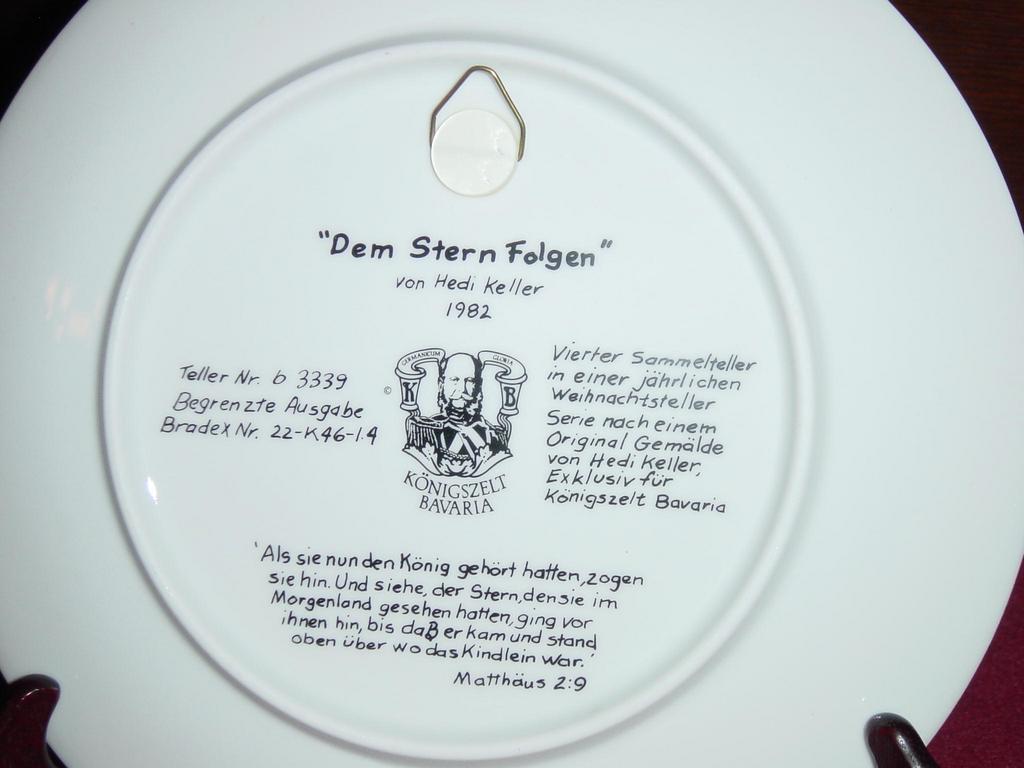 "Dem Stern Folgen"
von Hedi Keller
1982
Teller Nr. b 3339
Begrenzte Ausgabe
Bradex Nr. 22-K46-1.4
©
GERMANICUM GLORIA
K B
KÖNIGSZELT
BAVARIA
Vierter Sammelteller
in einer jährlichen
Weihnachtsteller
Serie nach einem
Original Gemälde
von Hedi Keller,
Exklusiv für
Königszelt Bavaria
'Als sie nun den König gehört hatten, zogen
sie hin. Und siehe, der Stern, den sie im
Morgenland gesehen hatten, ging vor
ihnen hin, bis daß er kam und stand
oben über wo das Kindlein war.'
Matthäus 2:9